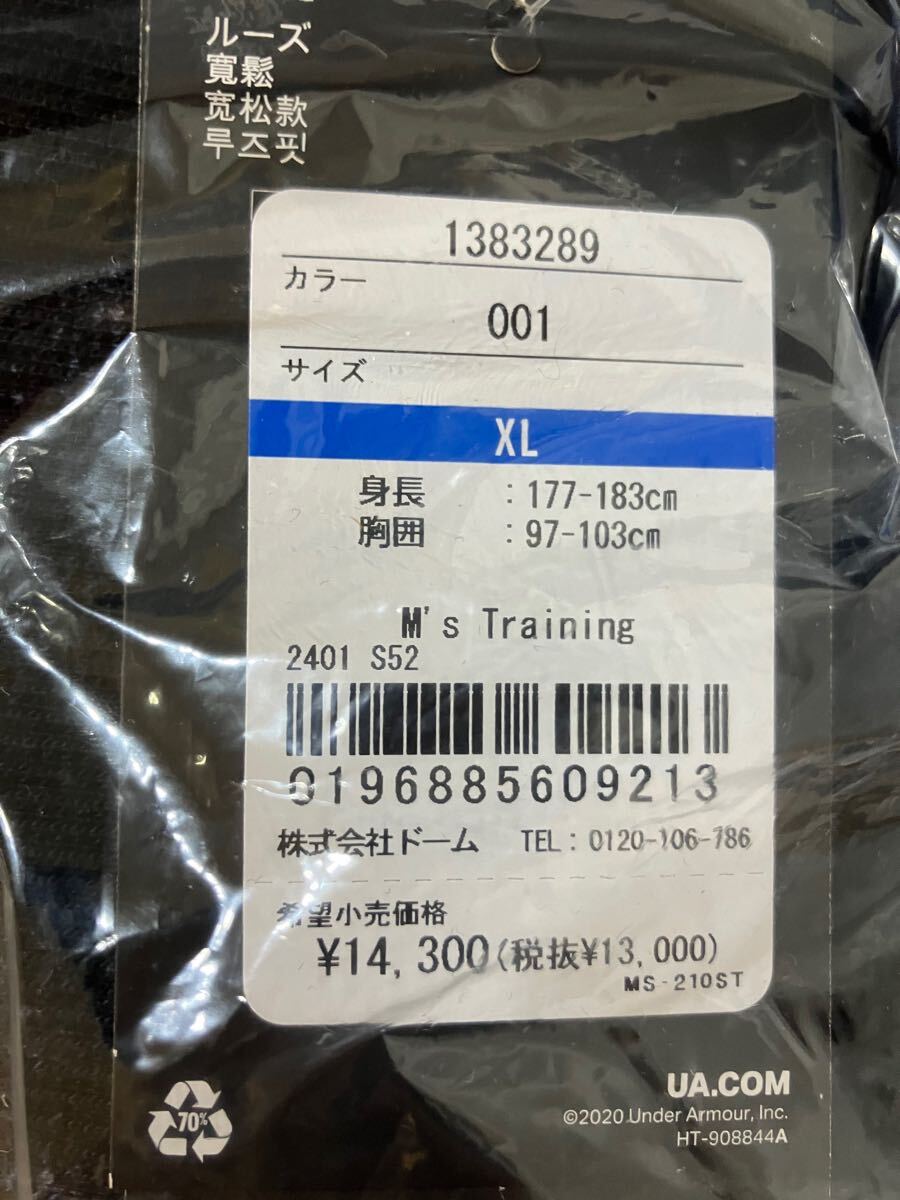 ルーズ
寬鬆
宽松款
루즈핏
1383289
カラー
001
サイズ
XL
身長 : 177-183cm
胸囲 : 97-103cm
M's Training
2401 S52
0196885609213
株式会社ドーム TEL: 0120-106-786
希望小売価格
¥14,300(税抜¥13,000)
MS-210ST
70%
UA.COM
©2020 Under Armour, Inc.
HT-908844A